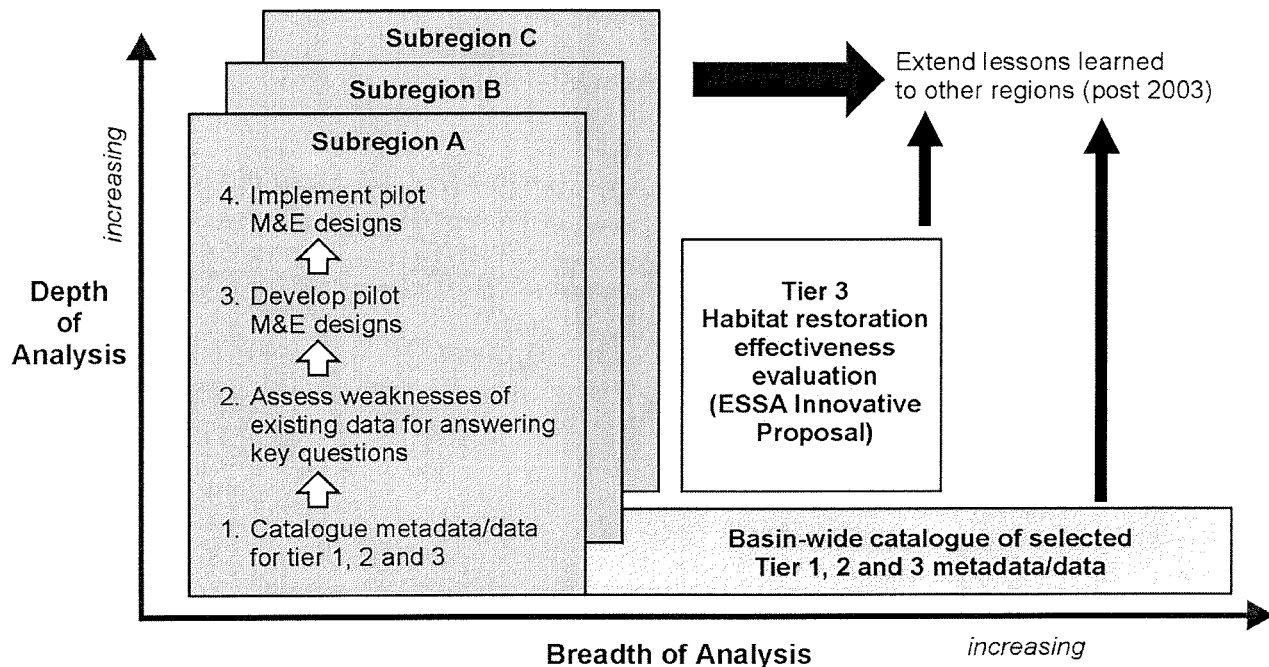 Subregion C
Subregion B
Subregion A
4. Implement pilot
M&E designs
3. Develop pilot
M&E designs
2. Assess weaknesses of
existing data for answering
key questions
1. Catalogue metadata/data
for tier 1, 2 and 3
Extend lessons learned
to other regions (post 2003)
Tier 3
Habitat restoration
effectiveness
evaluation
(ESSA Innovative
Proposal)
Basin-wide catalogue of selected
Tier 1, 2 and 3 metadata/data
increasing
Depth
of
Analysis
Breadth of Analysis
increasing